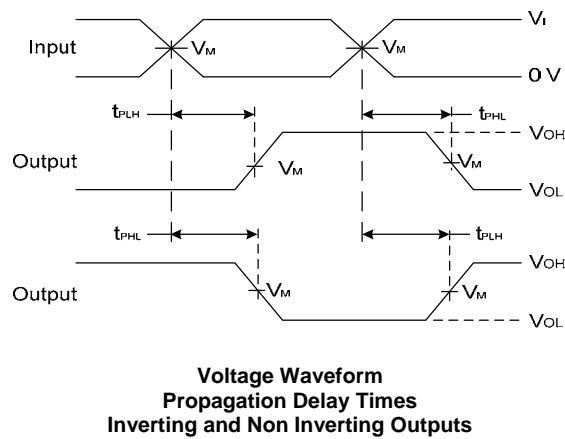 Input
VM
VM
VI
0 V
tPLH
tPHL
Output
VM
VM
VOH
VOL
tPHL
tPLH
Output
VM
VM
VOH
VOL
Voltage Waveform
Propagation Delay Times
Inverting and Non Inverting Outputs